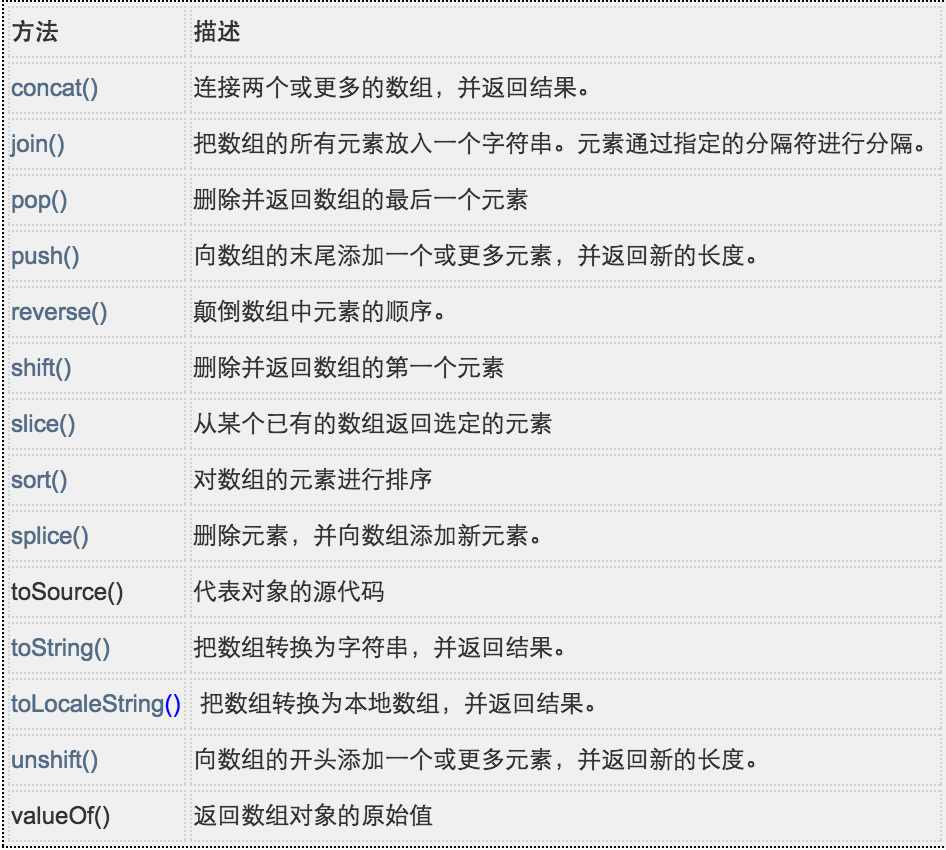 方法 描述
concat() 连接两个或更多的数组，并返回结果。
join() 把数组的所有元素放入一个字符串。元素通过指定的分隔符进行分隔。
pop() 删除并返回数组的最后一个元素
push() 向数组的末尾添加一个或更多元素，并返回新的长度。
reverse() 颠倒数组中元素的顺序。
shift() 删除并返回数组的第一个元素
slice() 从某个已有的数组返回选定的元素
sort() 对数组的元素进行排序
splice() 删除元素，并向数组添加新元素。
toSource() 代表对象的源代码
toString() 把数组转换为字符串，并返回结果。
toLocaleString() 把数组转换为本地数组，并返回结果。
unshift() 向数组的开头添加一个或更多元素，并返回新的长度。
valueOf() 返回数组对象的原始值